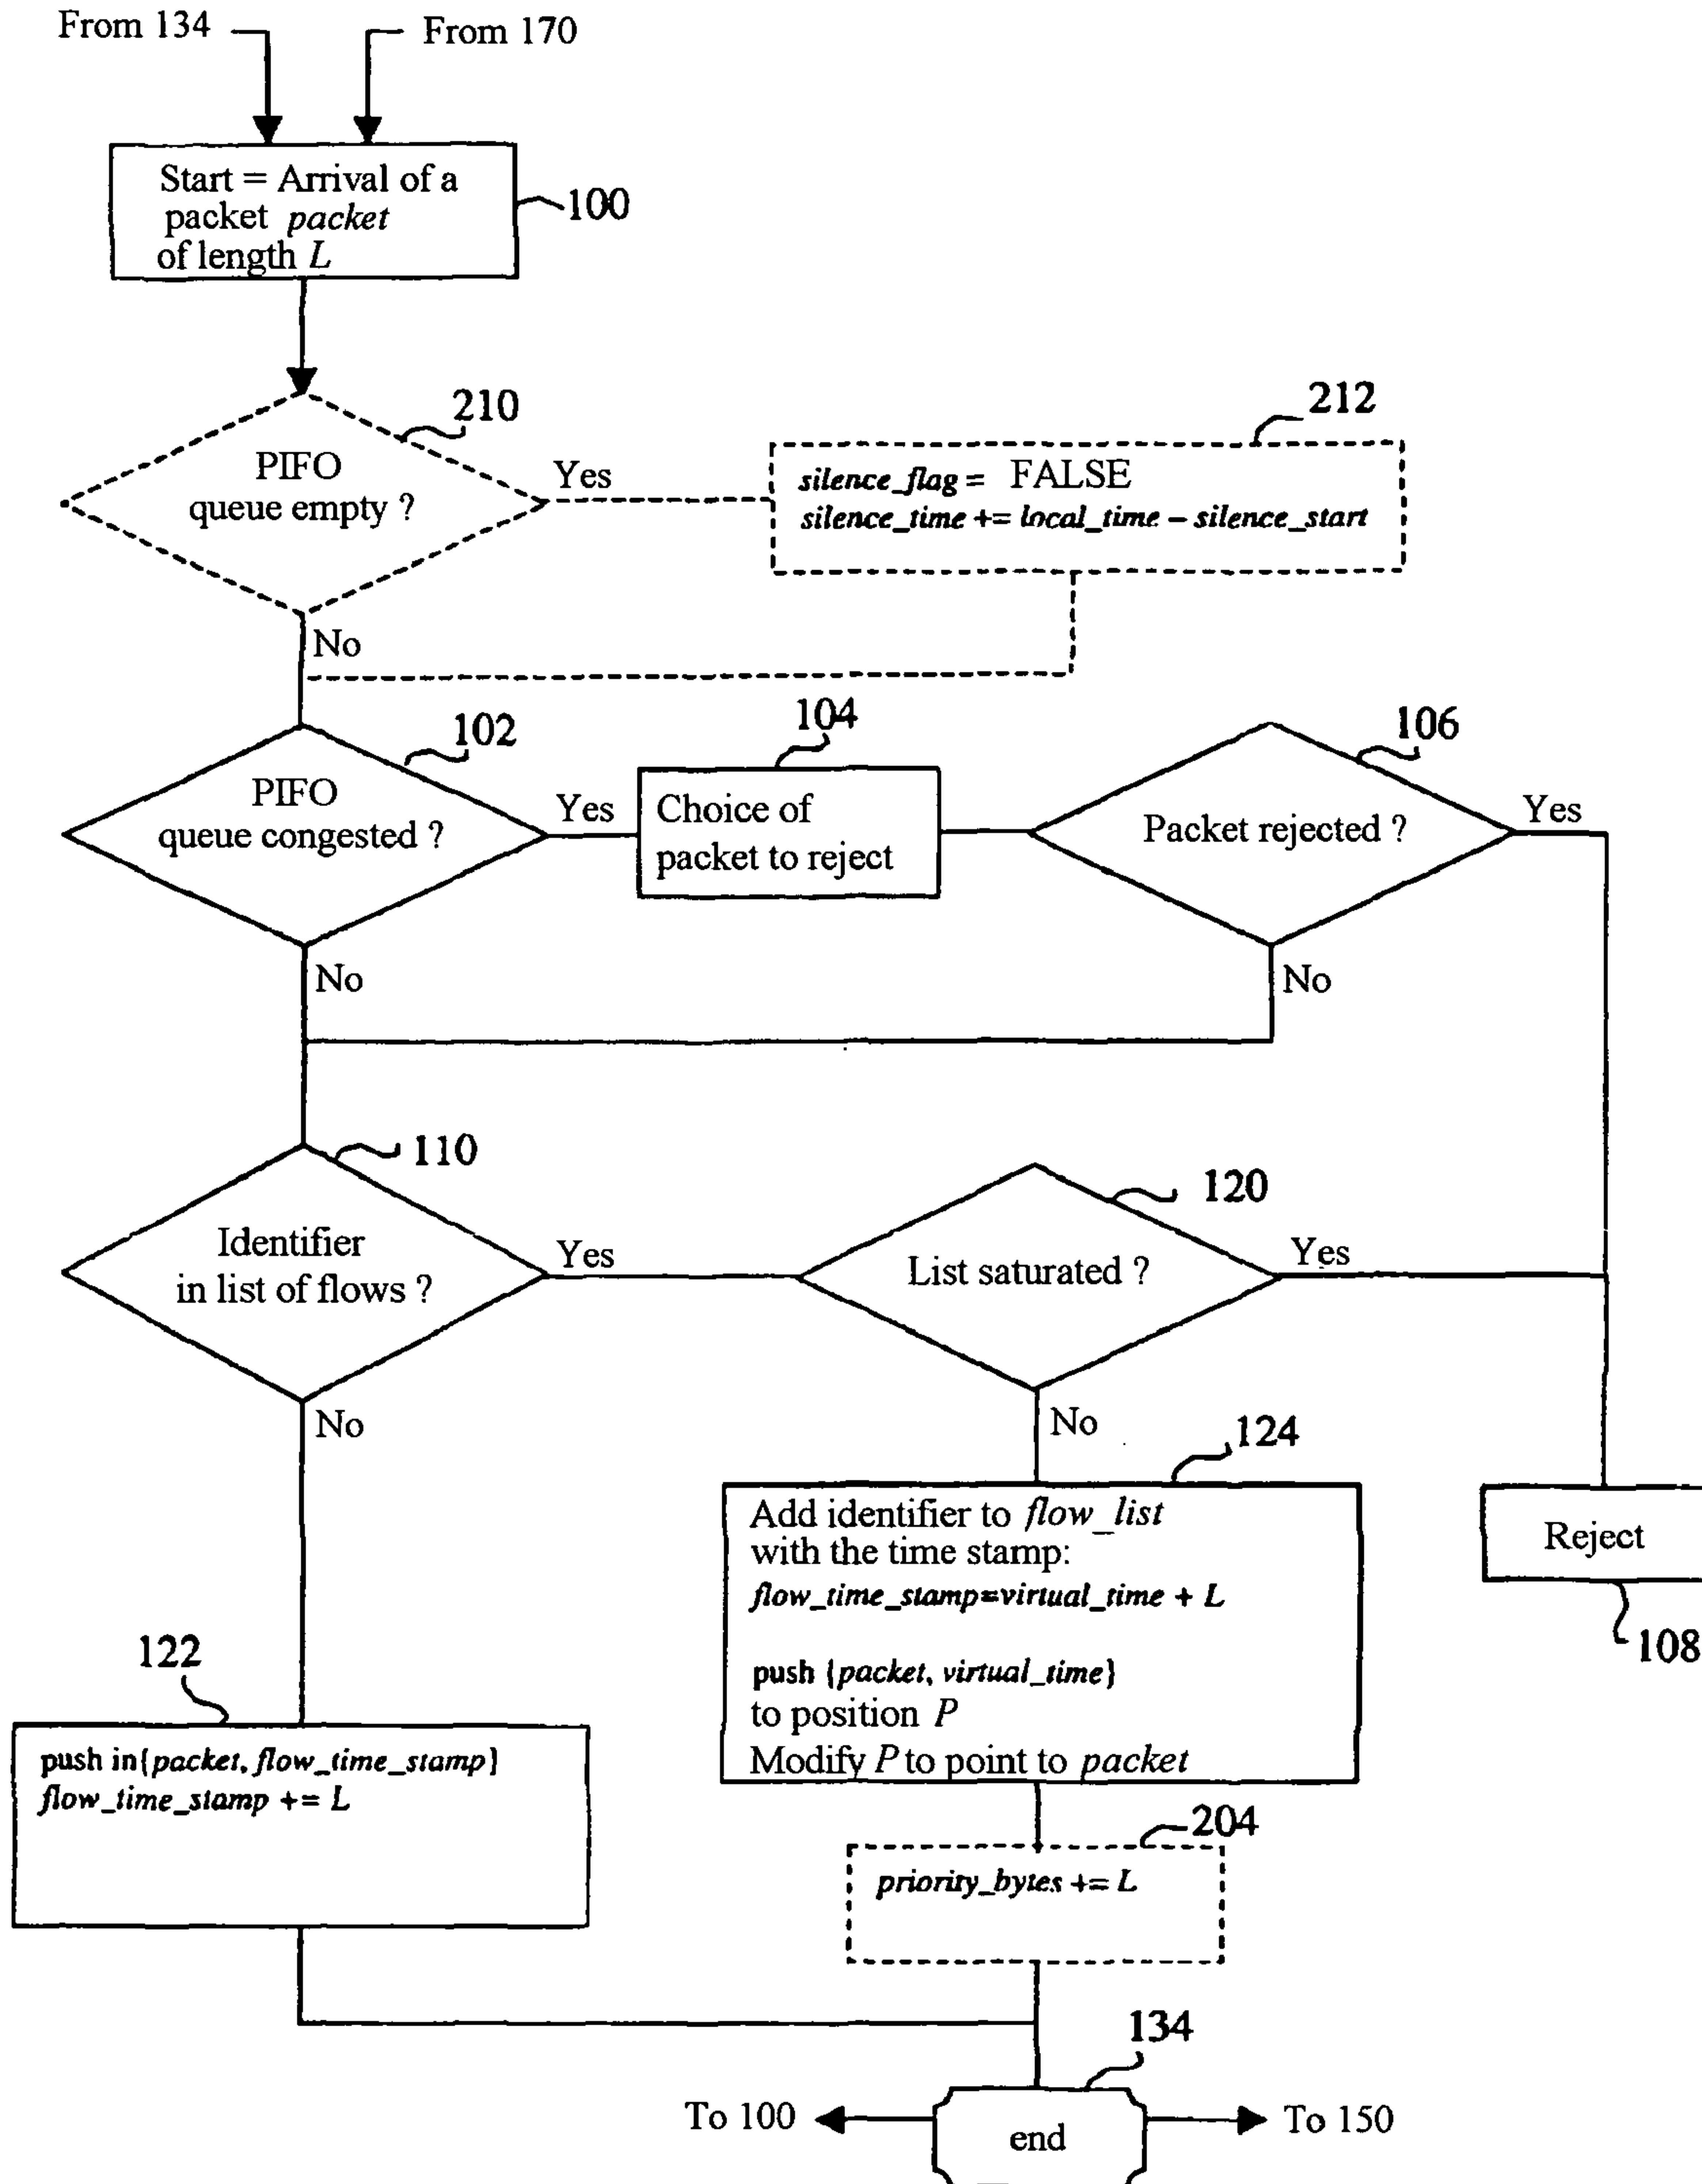 From 134
From 170
Start = Arrival of a
packet packet
of length L
100
210
PIFO
queue empty ?
Yes
No
212
silence_flag = FALSE
silence_time += local_time – silence_start
102
PIFO
queue congested ?
Yes
No
104
Choice of
packet to reject
106
Packet rejected ?
Yes
No
110
Identifier
in list of flows ?
Yes
No
120
List saturated ?
Yes
No
124
Add identifier to flow_list
with the time stamp:
flow_time_stamp=virtual_time + L
push {packet, virtual_time}
to position P
Modify P to point to packet
Reject
108
122
push in{packet, flow_time_stamp}
flow_time_stamp += L
204
priority_bytes += L
134
To 100
end
To 150